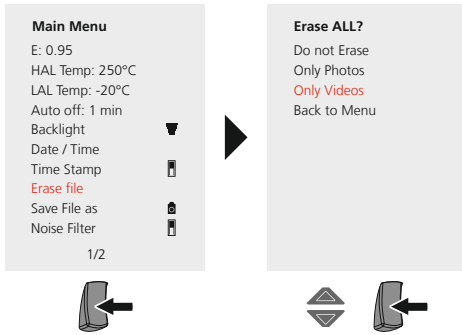 Main Menu
E: 0.95
HAL Temp: 250ºC
LAL Temp: -20ºC
Auto off: 1 min
Backlight
Date / Time
Time Stamp
Erase file
Save File as
Noise Filter
1/2
Erase ALL?
Do not Erase
Only Photos
Only Videos
Back to Menu